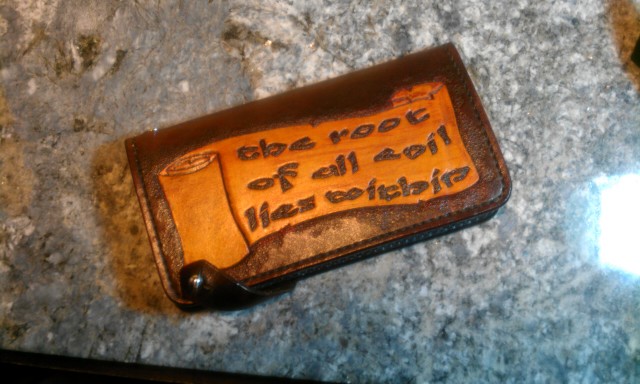 the root
of all evil
lies within